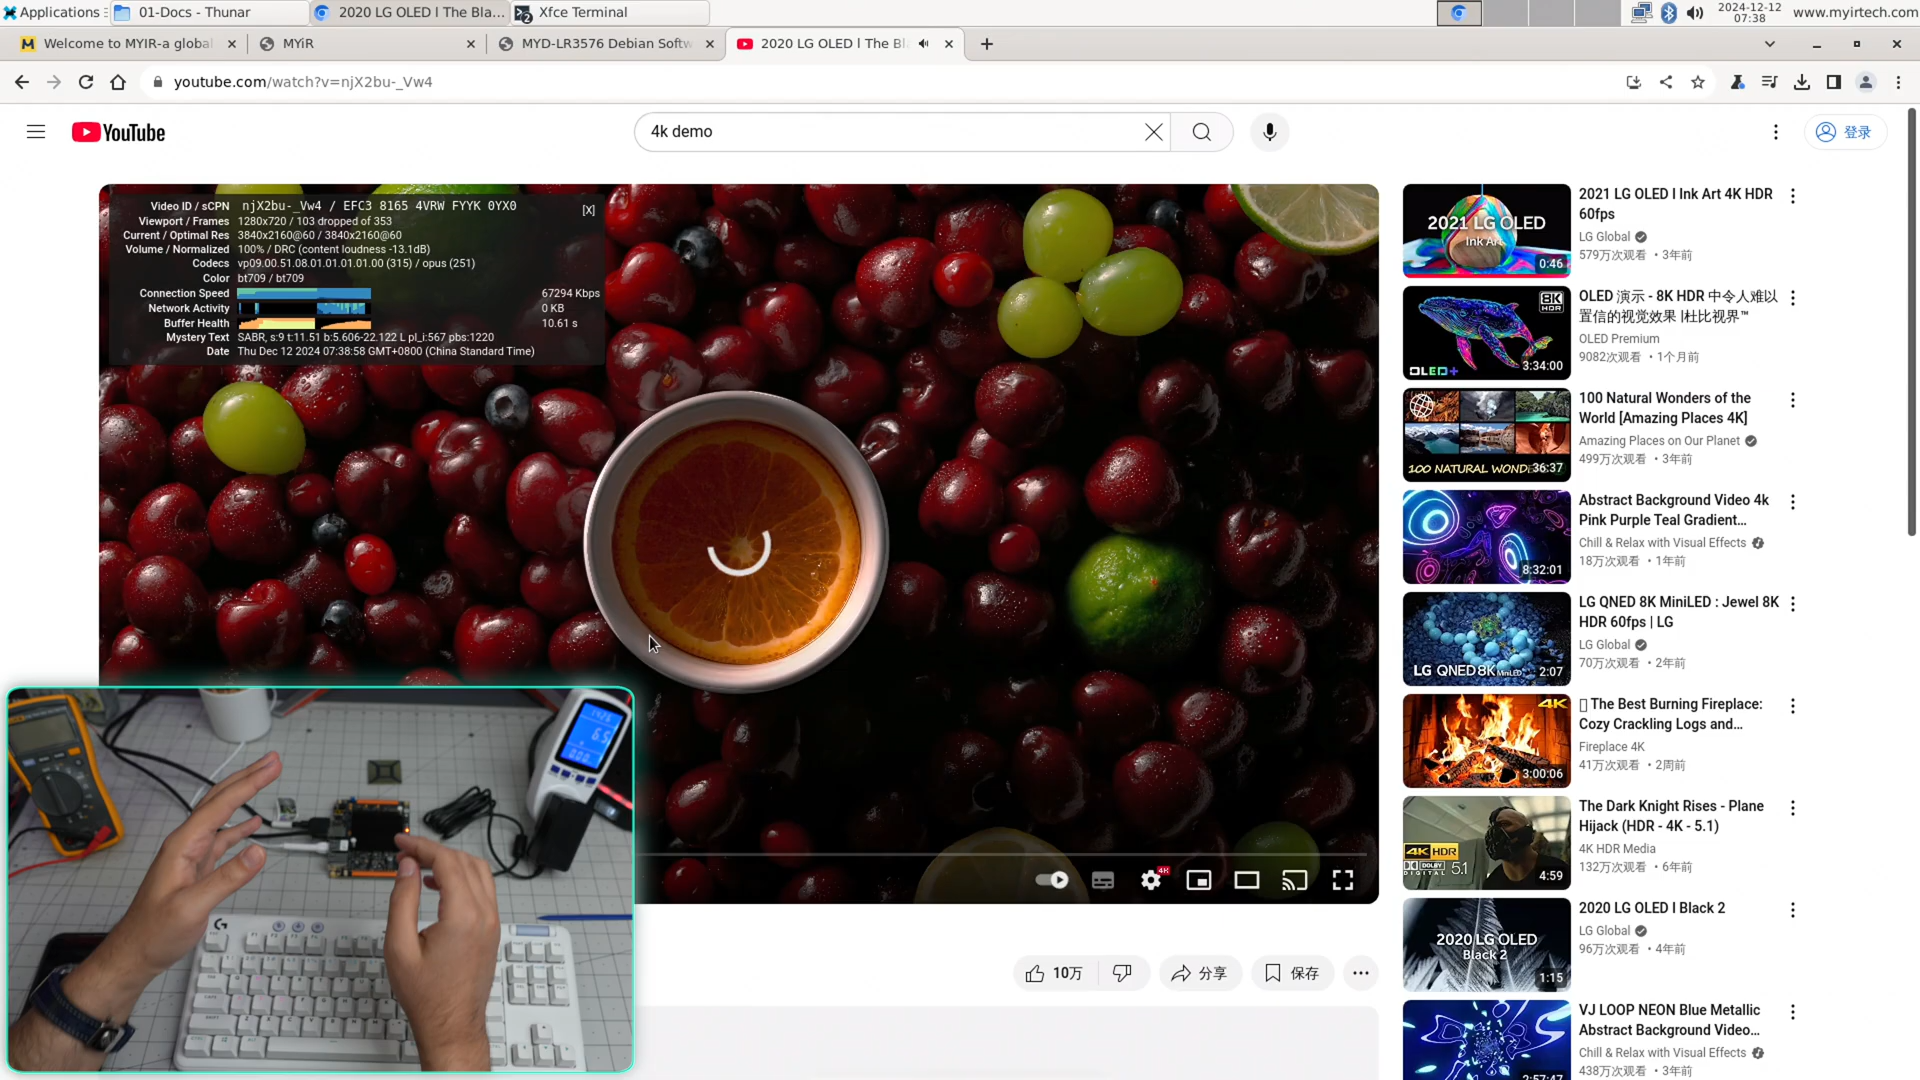 Applications
01-Docs - Thunar
2020 LG OLED l The Bla...
Xfce Terminal
2024-12-12
07:38
www.myirtech.com
Welcome to MYIR-a global
MYiR
MYD-LR3576 Debian Softw
2020 LG OLED l The Bl
youtube.com/watch?v=njX2bu-_Vw4
YouTube
4k demo
登录
Video ID / sCPN njX2bu-_Vw4 / EFC3 8165 4VRW FYYK 0YX0
[X]
Viewport / Frames 1280x720 / 103 dropped of 353
Current / Optimal Res 3840x2160@60 / 3840x2160@60
Volume / Normalized 100% / DRC (content loudness -13.1dB)
Codecs vp09.00.51.08.01.01.01.01.00 (315) / opus (251)
Color bt709 / bt709
Connection Speed 67294 Kbps
Network Activity 0 KB
Buffer Health 10.61 s
Mystery Text SABR, s:9 t:11.51 b:5.606-22.122 L pl_i:567 pbs:1220
Date Thu Dec 12 2024 07:38:58 GMT+0800 (China Standard Time)
4K
10万
分享
保存
2021 LG OLED
Ink Art
0:46
2021 LG OLED l Ink Art 4K HDR
60fps
LG Global
579万次观看 • 3年前
8K
HDR
OLED+
3:34:00
OLED 演示 - 8K HDR 中令人难以
置信的视觉效果 |杜比视界™
OLED Premium
9082次观看 • 1个月前
100 NATURAL WOND
36:37
100 Natural Wonders of the
World [Amazing Places 4K]
Amazing Places on Our Planet
499万次观看 • 3年前
8:32:01
Abstract Background Video 4k
Pink Purple Teal Gradient...
Chill & Relax with Visual Effects
18万次观看 • 1年前
LG QNED 8K MiniLED
2:07
LG QNED 8K MiniLED : Jewel 8K
HDR 60fps | LG
LG Global
70万次观看 • 2年前
4K
3:00:06
The Best Burning Fireplace:
Cozy Crackling Logs and...
Fireplace 4K
41万次观看 • 2周前
4K HDR
DOLBY
DIGITAL 5.1
4:59
The Dark Knight Rises - Plane
Hijack (HDR - 4K - 5.1)
4K HDR Media
132万次观看 • 6年前
2020 LG OLED
Black 2
1:15
2020 LG OLED l Black 2
LG Global
96万次观看 • 4年前
2:57:47
VJ LOOP NEON Blue Metallic
Abstract Background Video...
Chill & Relax with Visual Effects
438万次观看 • 3年前